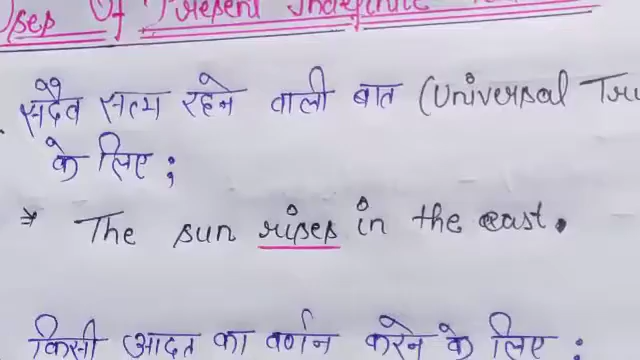 Uses Of Present Indefinite
सदैव सत्य रहने वाली बात (Universal
के लिए ;
* The sun rises in the east.
किसी आदत का वर्णन करने के लिए :